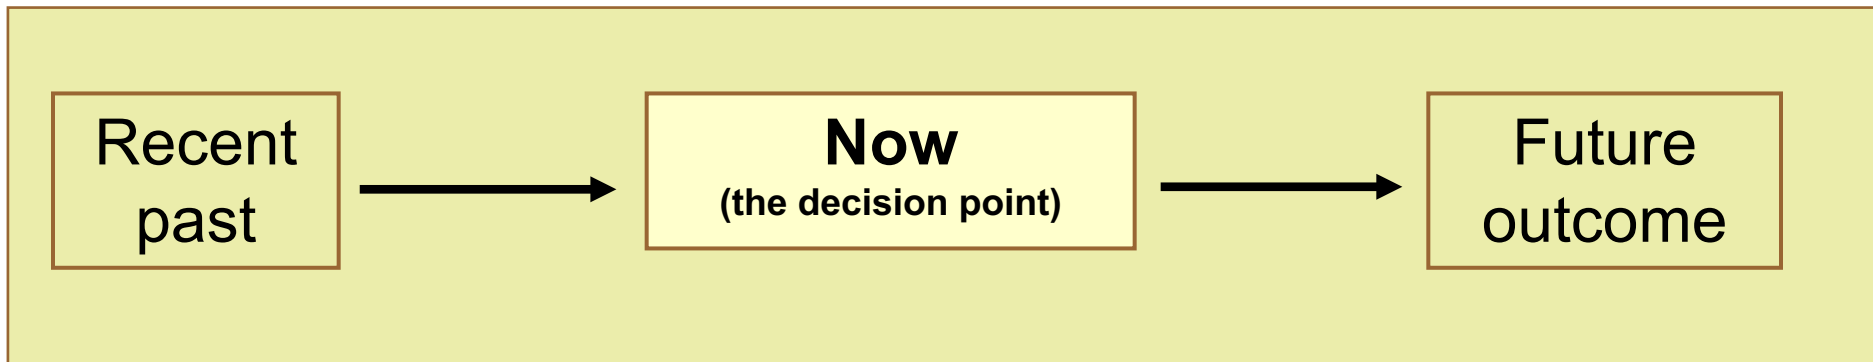 Recent
past
Now
(the decision point)
Future
outcome